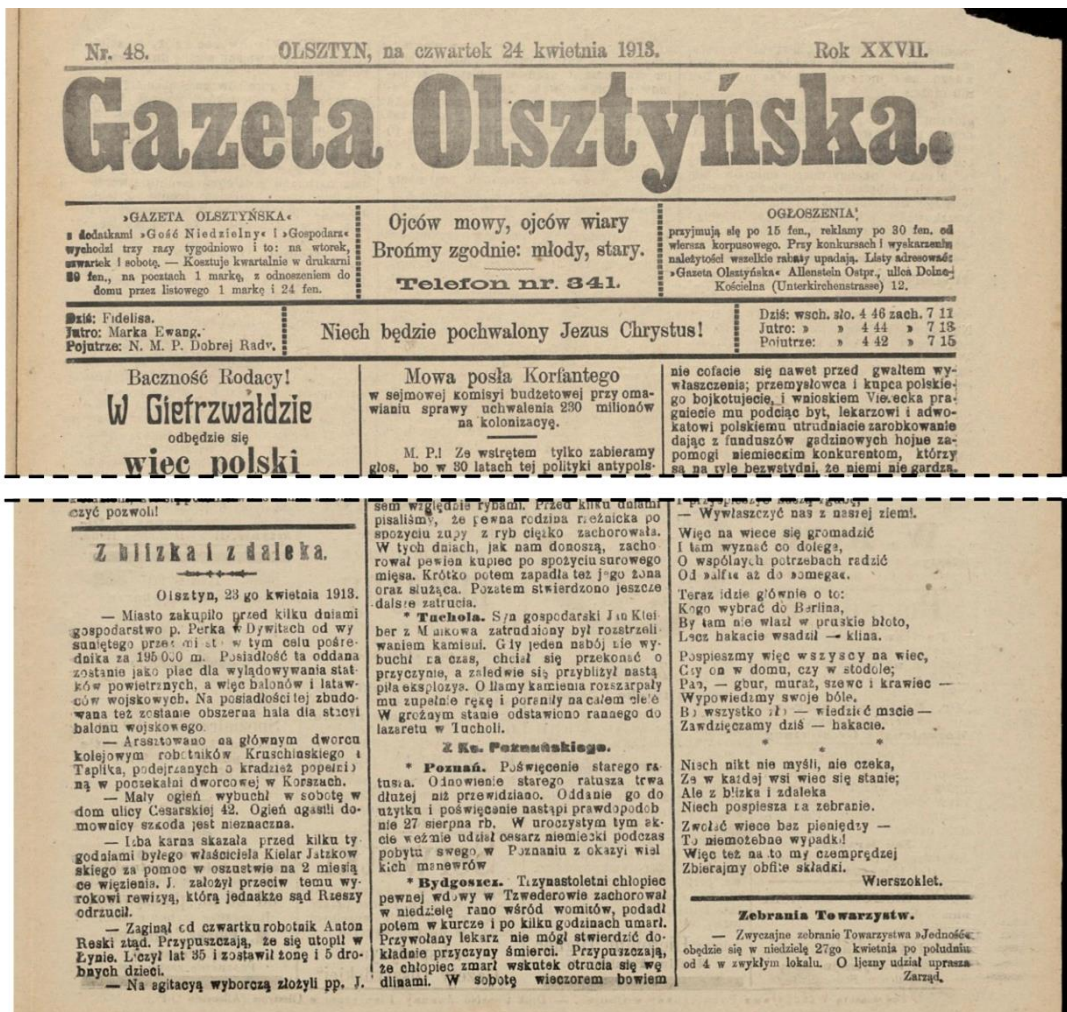 Nr. 48.
OLSZTYN, na czwartek 24 kwietnia 1913.
Rok XXVII.
Gazeta Olsztyńska.
»GAZETA OLSZTYŃSKA«
z dodatkami »Gość Niedzielny« i »Gospodarz«
wychodzi trzy razy tygodniowo i to: na wtorek,
czwartek i sobotę. — Kosztuje kwartalnie w drukarni
fen., na pocztach 1 markę, z odnoszeniem do
domu przez listowego 1 markę i 24 fen.
Ojców mowy, ojców wiary
Brońmy zgodnie: młody, stary.
Telefon nr. 341.
OGŁOSZENIA
przyjmują się po 15 fen., reklamy po 30 fen. od
wiersza korpusowego. Przy konkursach i wyskarżeniu
należytości wszelkie rabaty upadają. Listy adresować:
»Gazeta Olsztyńska« Allenstein Ostpr., ulica Dolno-
Kościelna (Unterkirchenstrasse) 12.
Dziś: Fidelisa.
Jutro: Marka Ewang.
Pojutrze: N. M. P. Dobrej Rady.
Niech będzie pochwalony Jezus Chrystus!
Dziś: wsch. sło. 4 46 zach. 7 11
Jutro: » » 4 44 » 7 13
Pojutrze: » 4 42 » 7 15
Baczność Rodacy!
W Gietrzwałdzie
odbędzie się
wiec polski
Mowa posła Korfantego
w sejmowej komisyi budżetowej przy oma-
wianiu sprawy uchwalenia 230 milionów
na kolonizacyę.
M. P.! Ze wstrętem tylko zabieramy
głos, bo w 30 latach tej polityki antypols-
nie cofacie się nawet przed gwałtem wy-
właszczenia; przemysłowca i kupca polskie-
go bojkotujecie, i wnioskiem pra-
gniecie mu podciąć byt, lekarzowi i adwo-
katowi polskiemu utrudniacie zarobkowanie
dając z funduszów gadzinowych hojne za-
pomogi niemieckim konkurentom, którzy
są na tyle bezwstydni, że niemi nie gardzą.
czyć pozwoli!
Z blizka i z daleka.
Olsztyn, 23 go kwietnia 1913.
— Miasto zakupiło przed kilku dniami
gospodarstwo p. Perka w Dywitach od wy
suniętego przez miasto w tym celu pośre-
dnika za 195 000 m. Posiadłość ta oddana
zostanie jako plac dla wylądowywania stat-
ków powietrznych, a więc balonów i lataw-
ców wojskowych. Na posiadłości tej zbudo-
wana też zostanie obszerna hala dla stacyi
balonu wojskowego.
— Aresztowano na głównym dworcu
kolejowym robotników Kruschinskiego i
Taplika, podejrzanych o kradzież
ną w poczekalni dworcowej w Korszach.
— Mały ogień wybuchł w sobotę w
dom ulicy Cesarskiej 42. Ogień ugasili do-
mownicy szkoda jest nieznaczna.
— Izba karna skazała przed kilku ty
godniami byłego właściciela Kielar Jatzkow
skiego za pomoc w oszustwie na 2 miesią
ce więzienia. J. założył przeciw temu wy-
rokowi rewizyą, którą jednakże sąd Rzeszy
odrzucił.
— Zaginął od czwartku robotnik Anton
Reski ztąd. Przypuszczają, że się utopił w
Łynie. Liczył lat 35 i zostawił żonę i 5 dro-
bnych dzieci.
— Na agitacyą wyborczą złożyli pp. J.
sem względnie rybami. Przed kilku dniami
pisaliśmy, że pewna rodzina rzeźnicka po
spożyciu zupy z ryb ciężko zachorowała.
W tych dniach, jak nam donoszą, zacho
rował pewien kupiec po spożyciu surowego
mięsa. Krótko potem zapadła też jego żona
oraz służąca. Pozatem stwierdzono jeszcze
dalsze zatrucia.
* Tuchola. Syn gospodarski Jan Klei
ber z zatrudniony był rozstrzeli-
waniem kamieni. Gdy jeden nabój nie wy-
buchł na czas, chciał się przekonać o
przyczynie, a zaledwie się przybliżył nastą
piła eksplozya. Odłamy kamienia rozszarpały
mu zupełnie rękę i poraniły na całem ciele
W groźnym stanie odstawiono rannego do
lazaretu w Tucholi.
Z Ks. Poznańskiego.
* Poznań. Poświęcenie starego ra-
tusza. Odnowienie starego ratusza trwa
dłużej niż przewidziano. Oddanie go do
użytku i poświęcenie nastąpi prawdopodob
nie 27 sierpna rb. W uroczystym tym ak-
cie weźmie udział cesarz niemiecki podczas
pobytu swego w Poznaniu z okazyi wiel
kich manewrów
* Bydgoszcz. Trzynastoletni chłopiec
pewnej wdowy w Tzwederowie zachorował
w niedzielę rano wśród womitów, podadł
potem w kurcze i po kilku godzinach umarł.
Przywołany lekarz nie mógł stwierdzić do-
kładnie przyczyny śmierci. Przypuszczają,
że chłopiec zmarł wskutek otrucia się wę
dlinami. W sobotę wieczorem bowiem
— Wywłaszczyć nas z naszej ziemi.
Więc na wiece się gromadzić
I tam wyznać co dolega,
O wspólnych potrzebach radzić
Od »alfa« aż do »omega«.
Teraz idzie głównie o to:
Kogo wybrać do Berlina,
By tam nie wlazł w pruskie błoto,
Lecz hakacie wsadził — klina.
Pospieszmy więc wszyscy na wiec,
Czy on w domu, czy w stodole;
Pan, — gbur, murarz, szewc i krawiec —
Wypowiedzmy swoje bóle,
Bo wszystko — wiedzieć macie —
Zawdzięczamy dziś — hakacie.
* * *
Niech nikt nie myśli, nie czeka,
Że w każdej wsi wiec się stanie;
Ale z blizka i zdaleka
Niech pospiesza na zebranie.
Zwołać wiece bez pieniędzy —
To niemożebne wypadki!
Więc też na to my czemprędzej
Zbierajmy obfite składki.
Wierszoklet.
Zebrania Towarzystw.
— Zwyczajne zebranie Towarzystwa »Jedność«
obędzie się w niedzielę 27go kwietnia po południu
od 4 w zwykłym lokalu. O liczny udział uprasza
Zarząd.